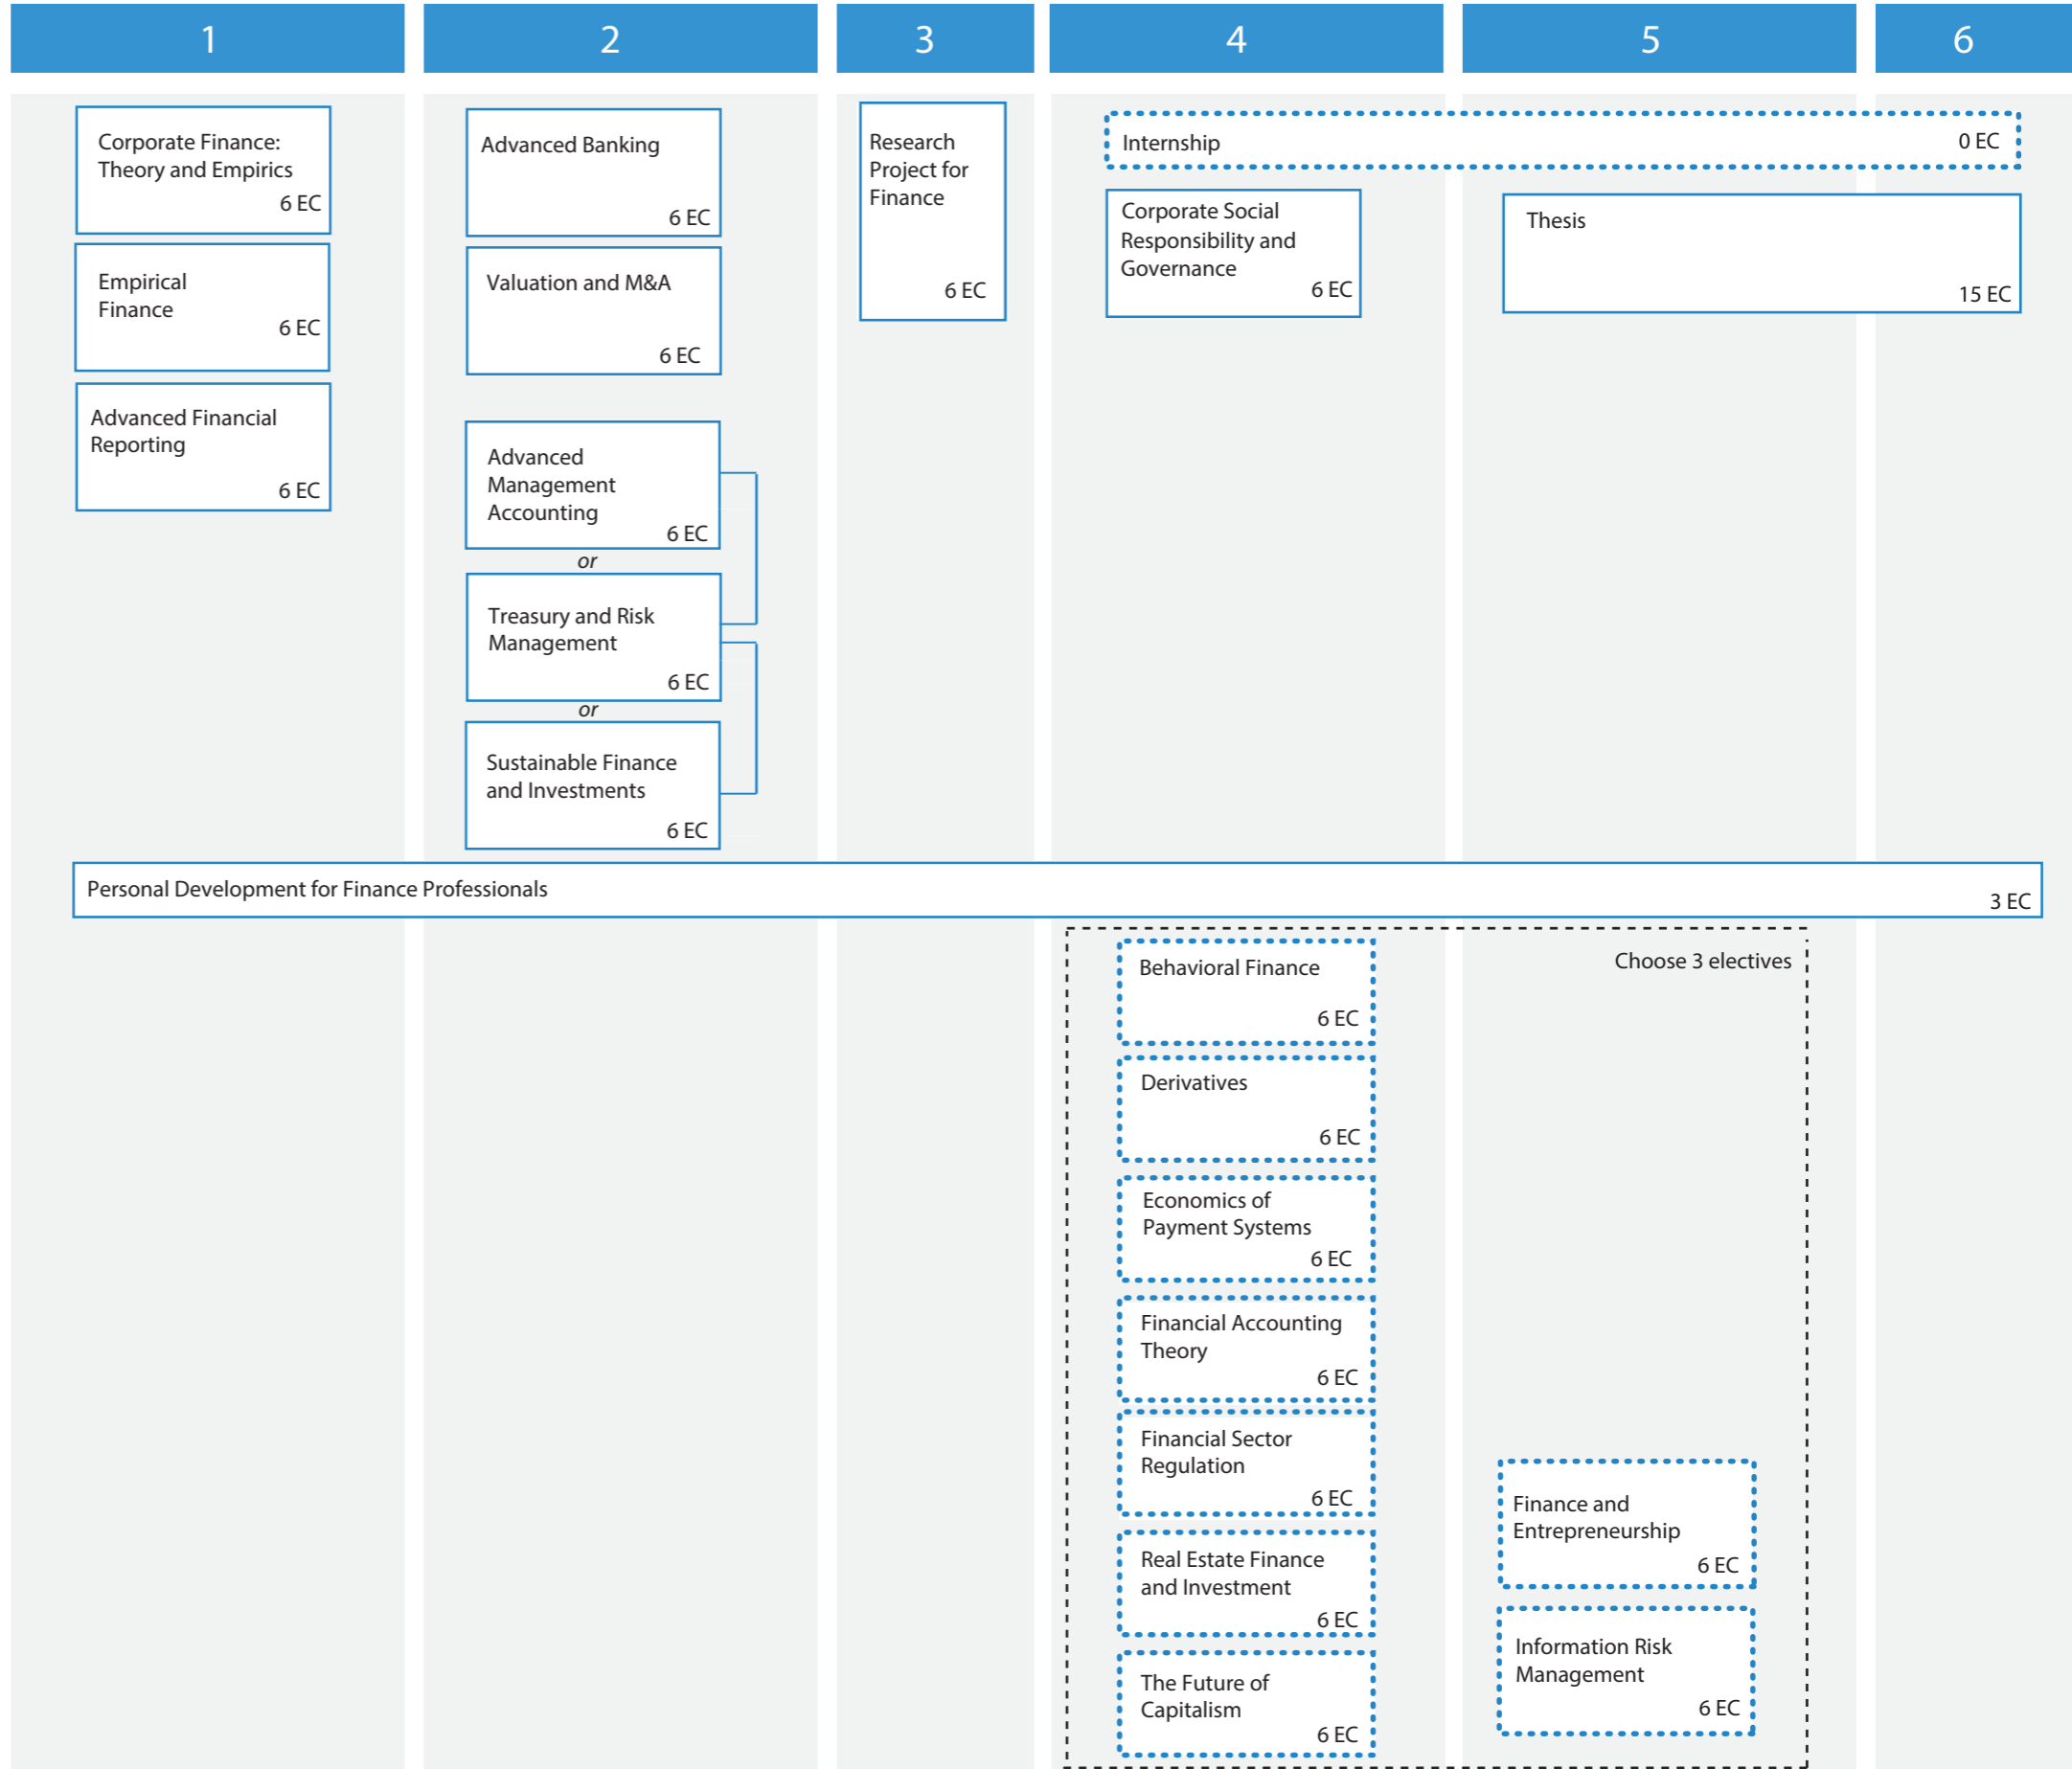 1
2
3
4
5
6
Corporate Finance:
Theory and Empirics
6 EC
Empirical
Finance
6 EC
Advanced Financial
Reporting
6 EC
Advanced Banking
6 EC
Valuation and M&A
6 EC
Advanced
Management
Accounting
6 EC
or
Treasury and Risk
Management
6 EC
or
Sustainable Finance
and Investments
6 EC
Research
Project for
Finance
6 EC
Internship
0 EC
Corporate Social
Responsibility and
Governance
6 EC
Thesis
15 EC
Personal Development for Finance Professionals
3 EC
Choose 3 electives
Behavioral Finance
6 EC
Derivatives
6 EC
Economics of
Payment Systems
6 EC
Financial Accounting
Theory
6 EC
Financial Sector
Regulation
6 EC
Real Estate Finance
and Investment
6 EC
The Future of
Capitalism
6 EC
Finance and
Entrepreneurship
6 EC
Information Risk
Management
6 EC